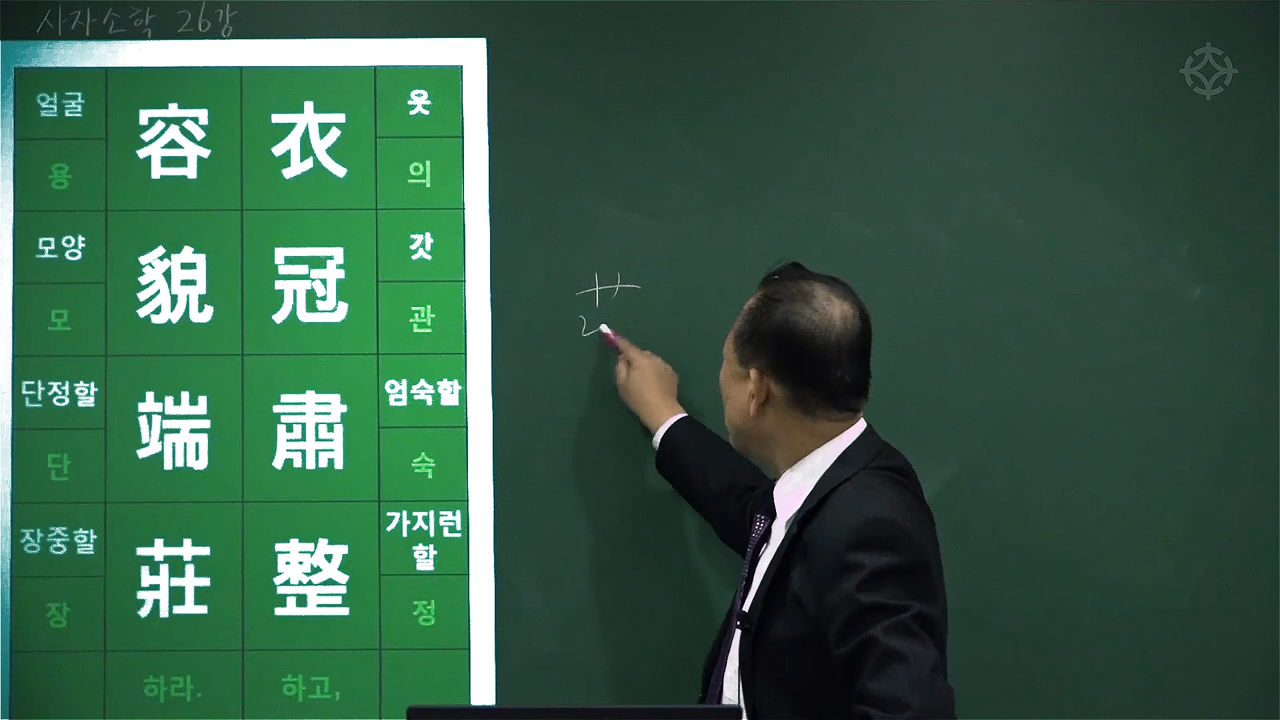 사자소학 26강
얼굴 容 衣 옷
용 의
모양 貌 冠 갓
모 관
단정할 端 肅 엄숙할
단 숙
장중할 莊 整 가지런
할
장 정
하라. 하고,